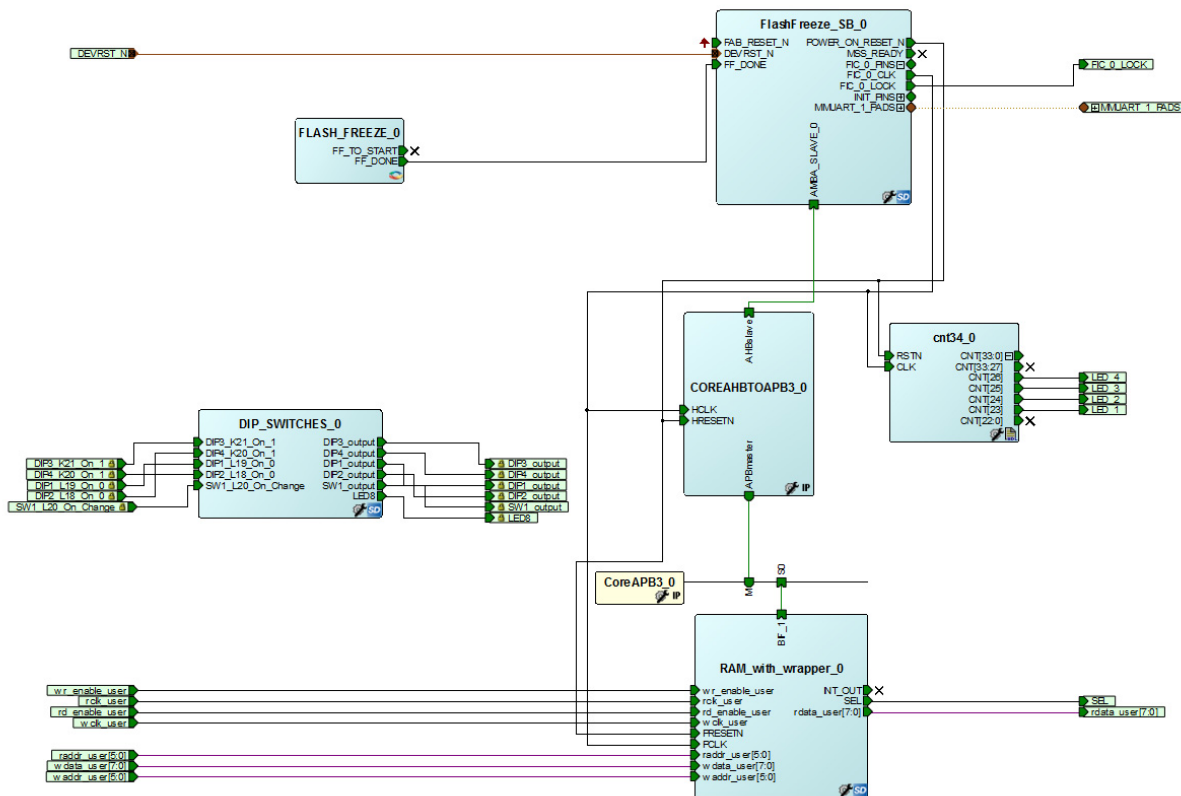 FlashFreeze_SB_0
FAB_RESET_N
DEVRST_N
FF_DONE
POWER_ON_RESET_N
MSS_READY
FIC_0_PINS
FIC_0_CLK
FIC_0_LOCK
INIT_PINS
MMUART_1_PADS
AMBA_SLAVE_0
SD
DEVRST_N
FIC_0_LOCK
MMUART_1_PADS
FLASH_FREEZE_0
FF_TO_START
FF_DONE
AHBslave
COREAHBTOAPB3_0
HCLK
HRESETN
APBmaster
IP
cnt34_0
RSTN
CLK
CNT[33:0]
CNT[33:27]
CNT[26]
CNT[25]
CNT[24]
CNT[23]
CNT[22:0]
LED_4
LED_3
LED_2
LED_1
DIP_SWITCHES_0
DIP3_K21_On_1
DIP4_K20_On_1
DIP1_L19_On_0
DIP2_L18_On_0
SW1_L20_On_Change
DIP3_output
DIP4_output
DIP1_output
DIP2_output
SW1_output
LED8
SD
DIP3_K21_On_1
DIP4_K20_On_1
DIP1_L19_On_0
DIP2_L18_On_0
SW1_L20_On_Change
DIP3_output
DIP4_output
DIP1_output
DIP2_output
SW1_output
LED8
CoreAPB3_0
IP
M
S0
BIF_1
RAM_with_wrapper_0
wr_enable_user
rclk_user
rd_enable_user
wclk_user
PRESETN
PCLK
raddr_user[5:0]
wdata_user[7:0]
waddr_user[5:0]
INT_OUT
SEL
rdata_user[7:0]
SD
wr_enable_user
rclk_user
rd_enable_user
wclk_user
raddr_user[5:0]
wdata_user[7:0]
waddr_user[5:0]
SEL
rdata_user[7:0]